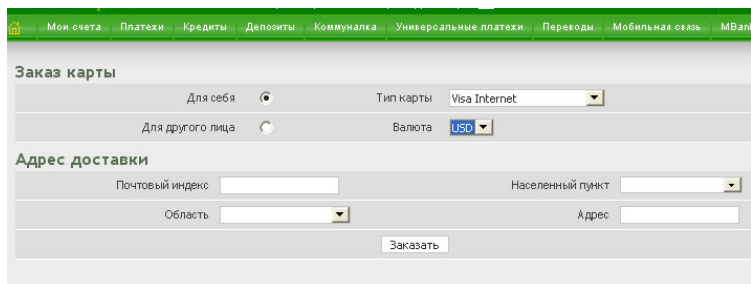 Мои счета Платежи Кредиты Депозиты Коммуналка Универсальные платежи Переводы Мобильная связь MBank
Заказ карты
Для себя Тип карты Visa Internet
Для другого лица Валюта USD
Адрес доставки
Почтовый индекс Населенный пункт
Область Адрес
Заказать